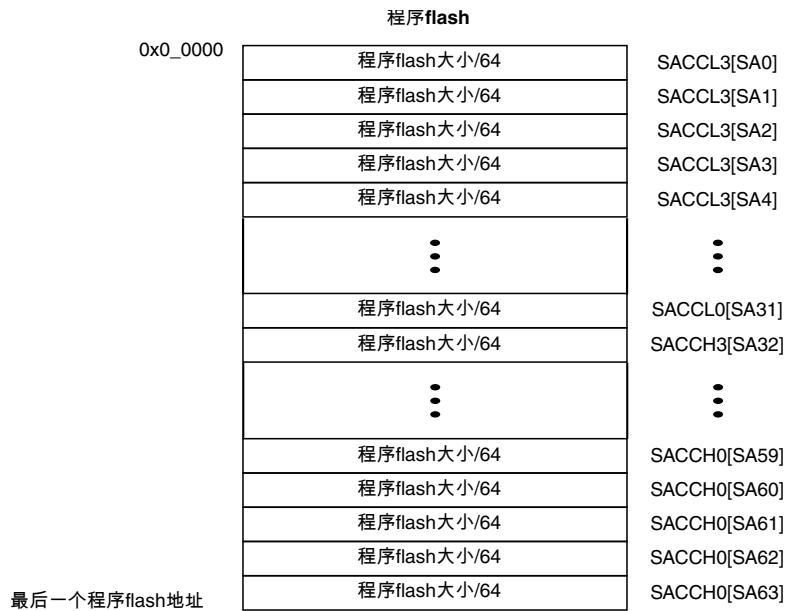 程序flash
0x0_0000
程序flash大小/64 SACCL3[SA0]
程序flash大小/64 SACCL3[SA1]
程序flash大小/64 SACCL3[SA2]
程序flash大小/64 SACCL3[SA3]
程序flash大小/64 SACCL3[SA4]
程序flash大小/64 SACCL0[SA31]
程序flash大小/64 SACCH3[SA32]
程序flash大小/64 SACCH0[SA59]
程序flash大小/64 SACCH0[SA60]
程序flash大小/64 SACCH0[SA61]
程序flash大小/64 SACCH0[SA62]
程序flash大小/64 SACCH0[SA63]
最后一个程序flash地址